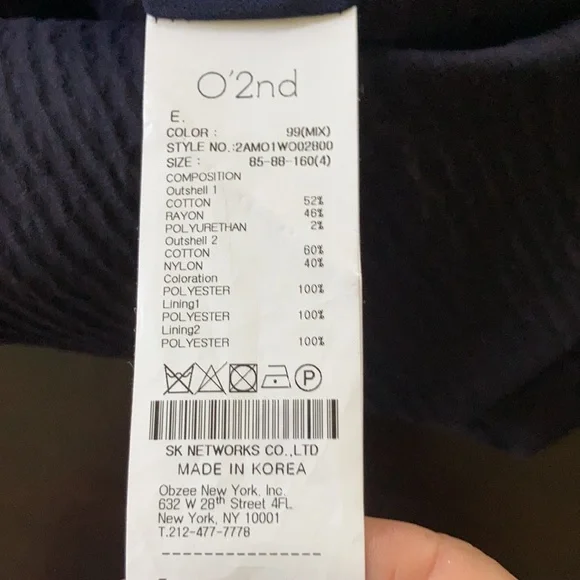 O'2nd
E.
COLOR : 99(MIX)
STYLE NO.:2AMO1WO02800
SIZE : 85-88-160(4)
COMPOSITION
Outshell 1
COTTON 52%
RAYON 46%
POLYURETHAN 2%
Outshell 2
COTTON 60%
NYLON 40%
Coloration
POLYESTER 100%
Lining1
POLYESTER 100%
Lining2
POLYESTER 100%
P
SK NETWORKS CO.,LTD
MADE IN KOREA
Obzee New York, Inc.
632 W 28th Street 4FL.
New York, NY 10001
T.212-477-7778